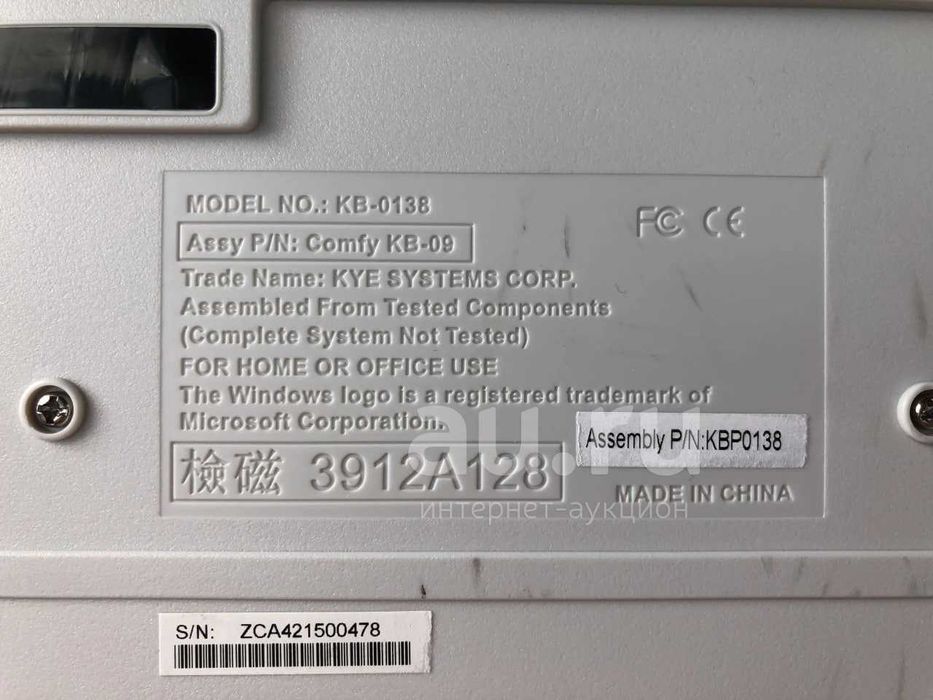 MODEL NO.: KB-0138
FC CE
Assy P/N: Comfy KB-09
Trade Name: KYE SYSTEMS CORP.
Assembled From Tested Components
(Complete System Not Tested)
FOR HOME OR OFFICE USE
The Windows logo is a registered trademark of
Microsoft Corporation.
au.ru
Assembly P/N:KBP0138
檢磁 3912A128
MADE IN CHINA
интернет-аукцион
S/N: ZCA421500478